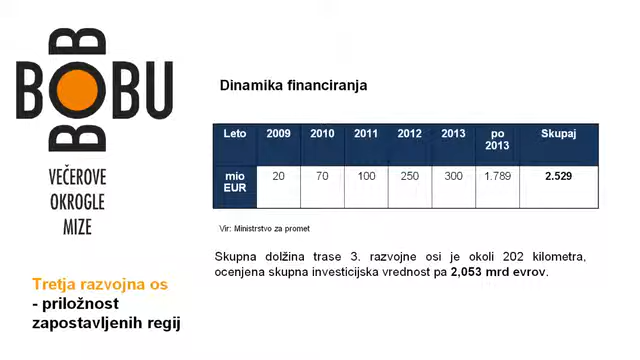 BOB
BOBU
BOB
VEČEROVE
OKROGLE
MIZE
Tretja razvojna os
- priložnost
zapostavljenih regij
Dinamika financiranja
Leto 2009 2010 2011 2012 2013 po 2013 Skupaj
mio EUR 20 70 100 250 300 1.789 2.529
Vir: Ministrstvo za promet
Skupna dolžina trase 3. razvojne osi je okoli 202 kilometra,
ocenjena skupna investicijska vrednost pa 2,053 mrd evrov.